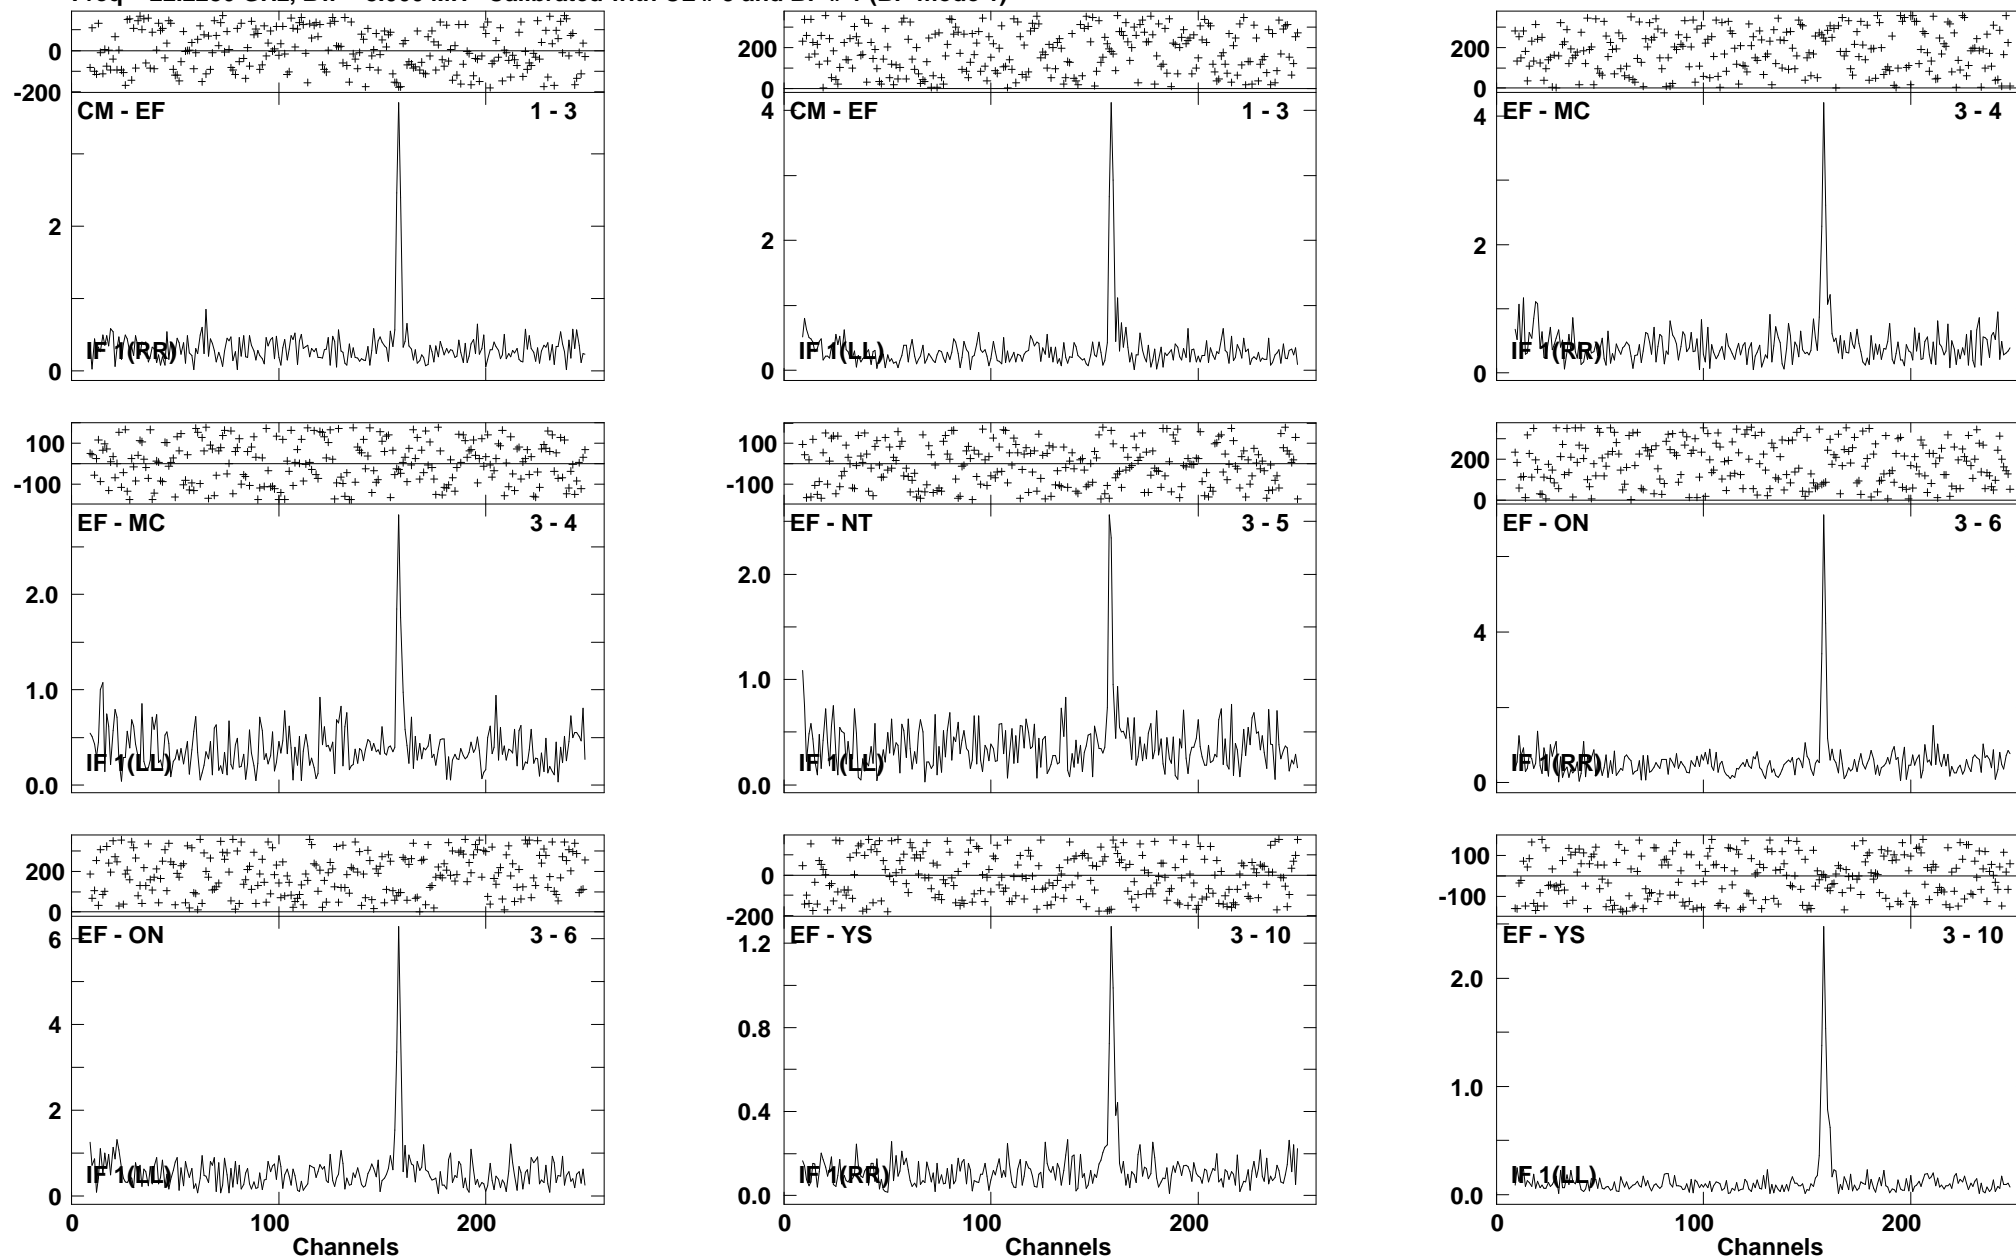 0
-200
CM - EF 1 - 3
2
0
IF 1(RR)
200
0
CM - EF 1 - 3
4
2
0
IF 1(LL)
200
0
EF - MC 3 - 4
4
2
0
IF 1(RR)
100
-100
EF - MC 3 - 4
2.0
1.0
0.0
IF 1(LL)
100
-100
EF - NT 3 - 5
2.0
1.0
0.0
IF 1(LL)
200
0
EF - ON 3 - 6
4
0
IF 1(RR)
200
0
EF - ON 3 - 6
6
4
2
0
IF 1(LL)
0 100 200
Channels
0
-200
EF - YS 3 - 10
1.2
0.8
0.4
0.0
IF 1(RR)
0 100 200
Channels
100
-100
EF - YS 3 - 10
2.0
1.0
0.0
IF 1(LL)
0 100 200
Channels